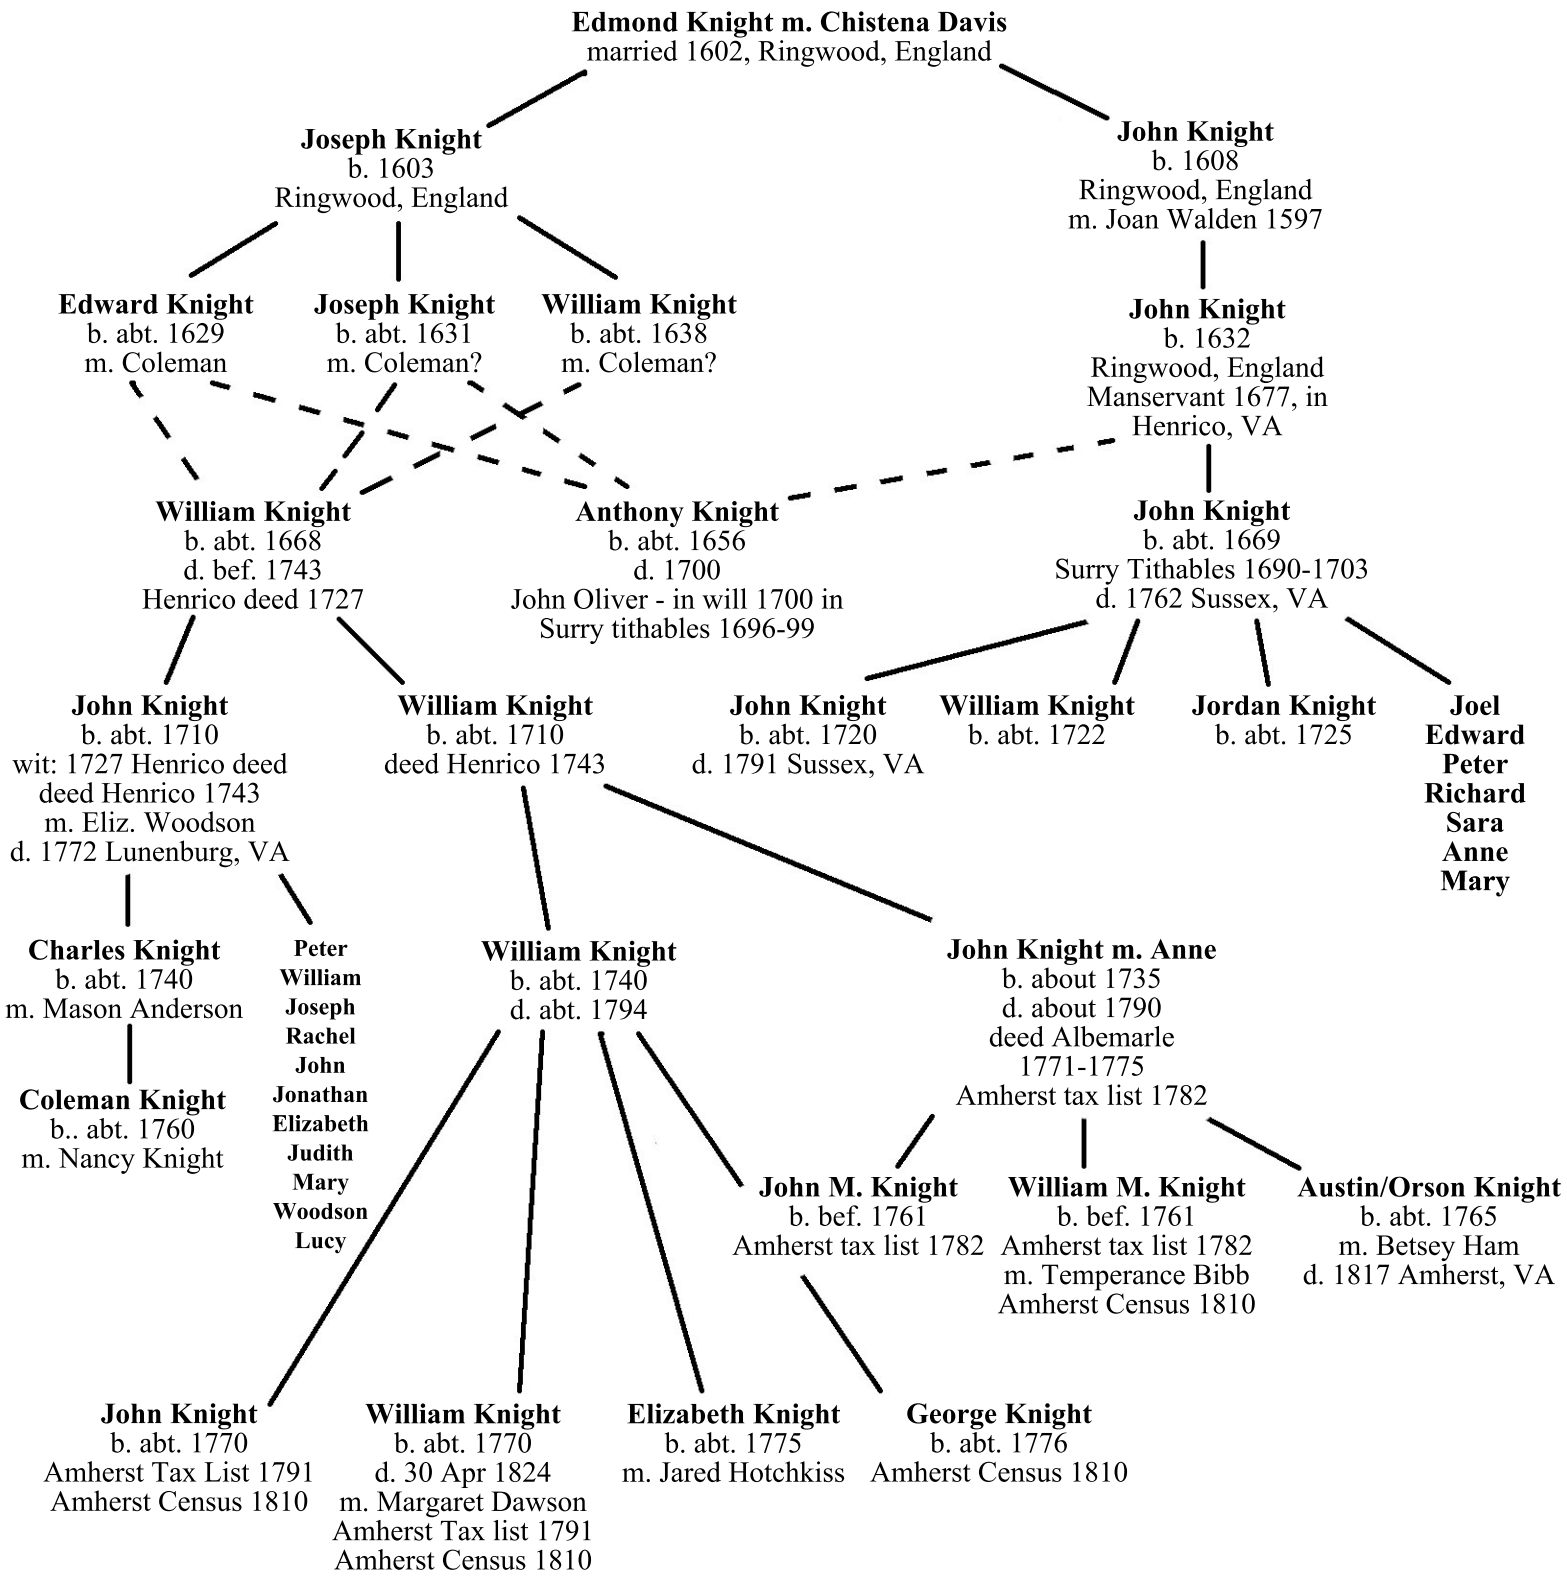 Edmond Knight m. Chistena Davis
married 1602, Ringwood, England
Joseph Knight
b. 1603
Ringwood, England
John Knight
b. 1608
Ringwood, England
m. Joan Walden 1597
Edward Knight
b. abt. 1629
m. Coleman
Joseph Knight
b. abt. 1631
m. Coleman?
William Knight
b. abt. 1638
m. Coleman?
John Knight
b. 1632
Ringwood, England
Manservant 1677, in
Henrico, VA
William Knight
b. abt. 1668
d. bef. 1743
Henrico deed 1727
Anthony Knight
b. abt. 1656
d. 1700
John Oliver - in will 1700 in
Surry tithables 1696-99
John Knight
b. abt. 1669
Surry Tithables 1690-1703
d. 1762 Sussex, VA
John Knight
b. abt. 1710
wit: 1727 Henrico deed
deed Henrico 1743
m. Eliz. Woodson
d. 1772 Lunenburg, VA
William Knight
b. abt. 1710
deed Henrico 1743
John Knight
b. abt. 1720
d. 1791 Sussex, VA
William Knight
b. abt. 1722
Jordan Knight
b. abt. 1725
Joel
Edward
Peter
Richard
Sara
Anne
Mary
Charles Knight
b. abt. 1740
m. Mason Anderson
Coleman Knight
b.. abt. 1760
m. Nancy Knight
Peter
William
Joseph
Rachel
John
Jonathan
Elizabeth
Judith
Mary
Woodson
Lucy
William Knight
b. abt. 1740
d. abt. 1794
John Knight m. Anne
b. about 1735
d. about 1790
deed Albemarle
1771-1775
Amherst tax list 1782
John M. Knight
b. bef. 1761
Amherst tax list 1782
William M. Knight
b. bef. 1761
Amherst tax list 1782
m. Temperance Bibb
Amherst Census 1810
Austin/Orson Knight
b. abt. 1765
m. Betsey Ham
d. 1817 Amherst, VA
John Knight
b. abt. 1770
Amherst Tax List 1791
Amherst Census 1810
William Knight
b. abt. 1770
d. 30 Apr 1824
m. Margaret Dawson
Amherst Tax list 1791
Amherst Census 1810
Elizabeth Knight
b. abt. 1775
m. Jared Hotchkiss
George Knight
b. abt. 1776
Amherst Census 1810